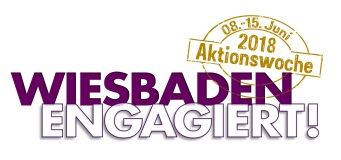 08.-15. Juni
2018
Aktionswoche
WIESBADEN
ENGAGIERT!